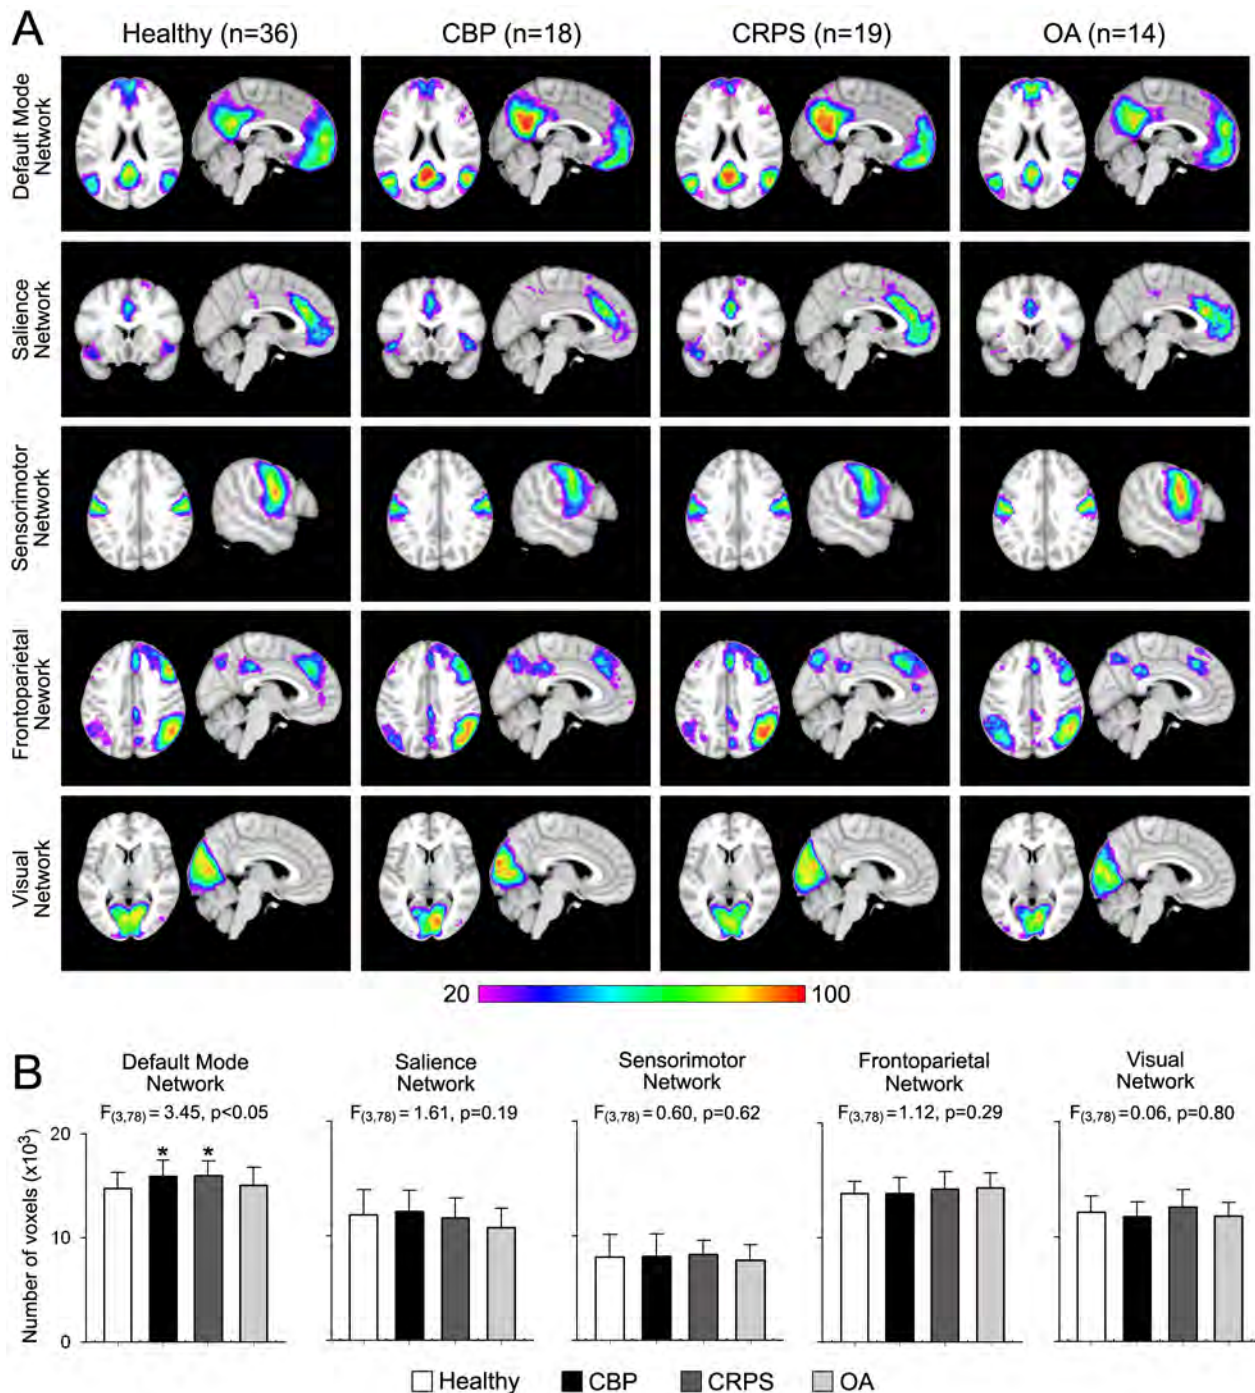 A
Healthy (n=36)
CBP (n=18)
CRPS (n=19)
OA (n=14)
Default Mode
Network
Salience
Network
Sensorimotor
Network
Frontoparietal
Nework
Visual
Network
20
100
B
Default Mode
Network
F(3,78) = 3.45, p<0.05
Salience
Network
F(3,78) = 1.61, p=0.19
Sensorimotor
Network
F(3,78) = 0.60, p=0.62
Frontoparietal
Network
F(3,78) = 1.12, p=0.29
Visual
Network
F(3,78) = 0.06, p=0.80
Number of voxels (x10³)
20
10
0
* *
Healthy
CBP
CRPS
OA